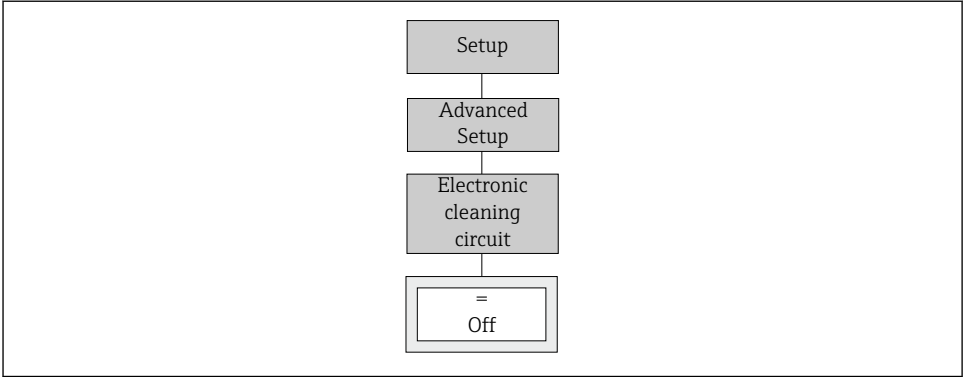 Setup
Advanced
Setup
Electronic
cleaning
circuit
=
Off